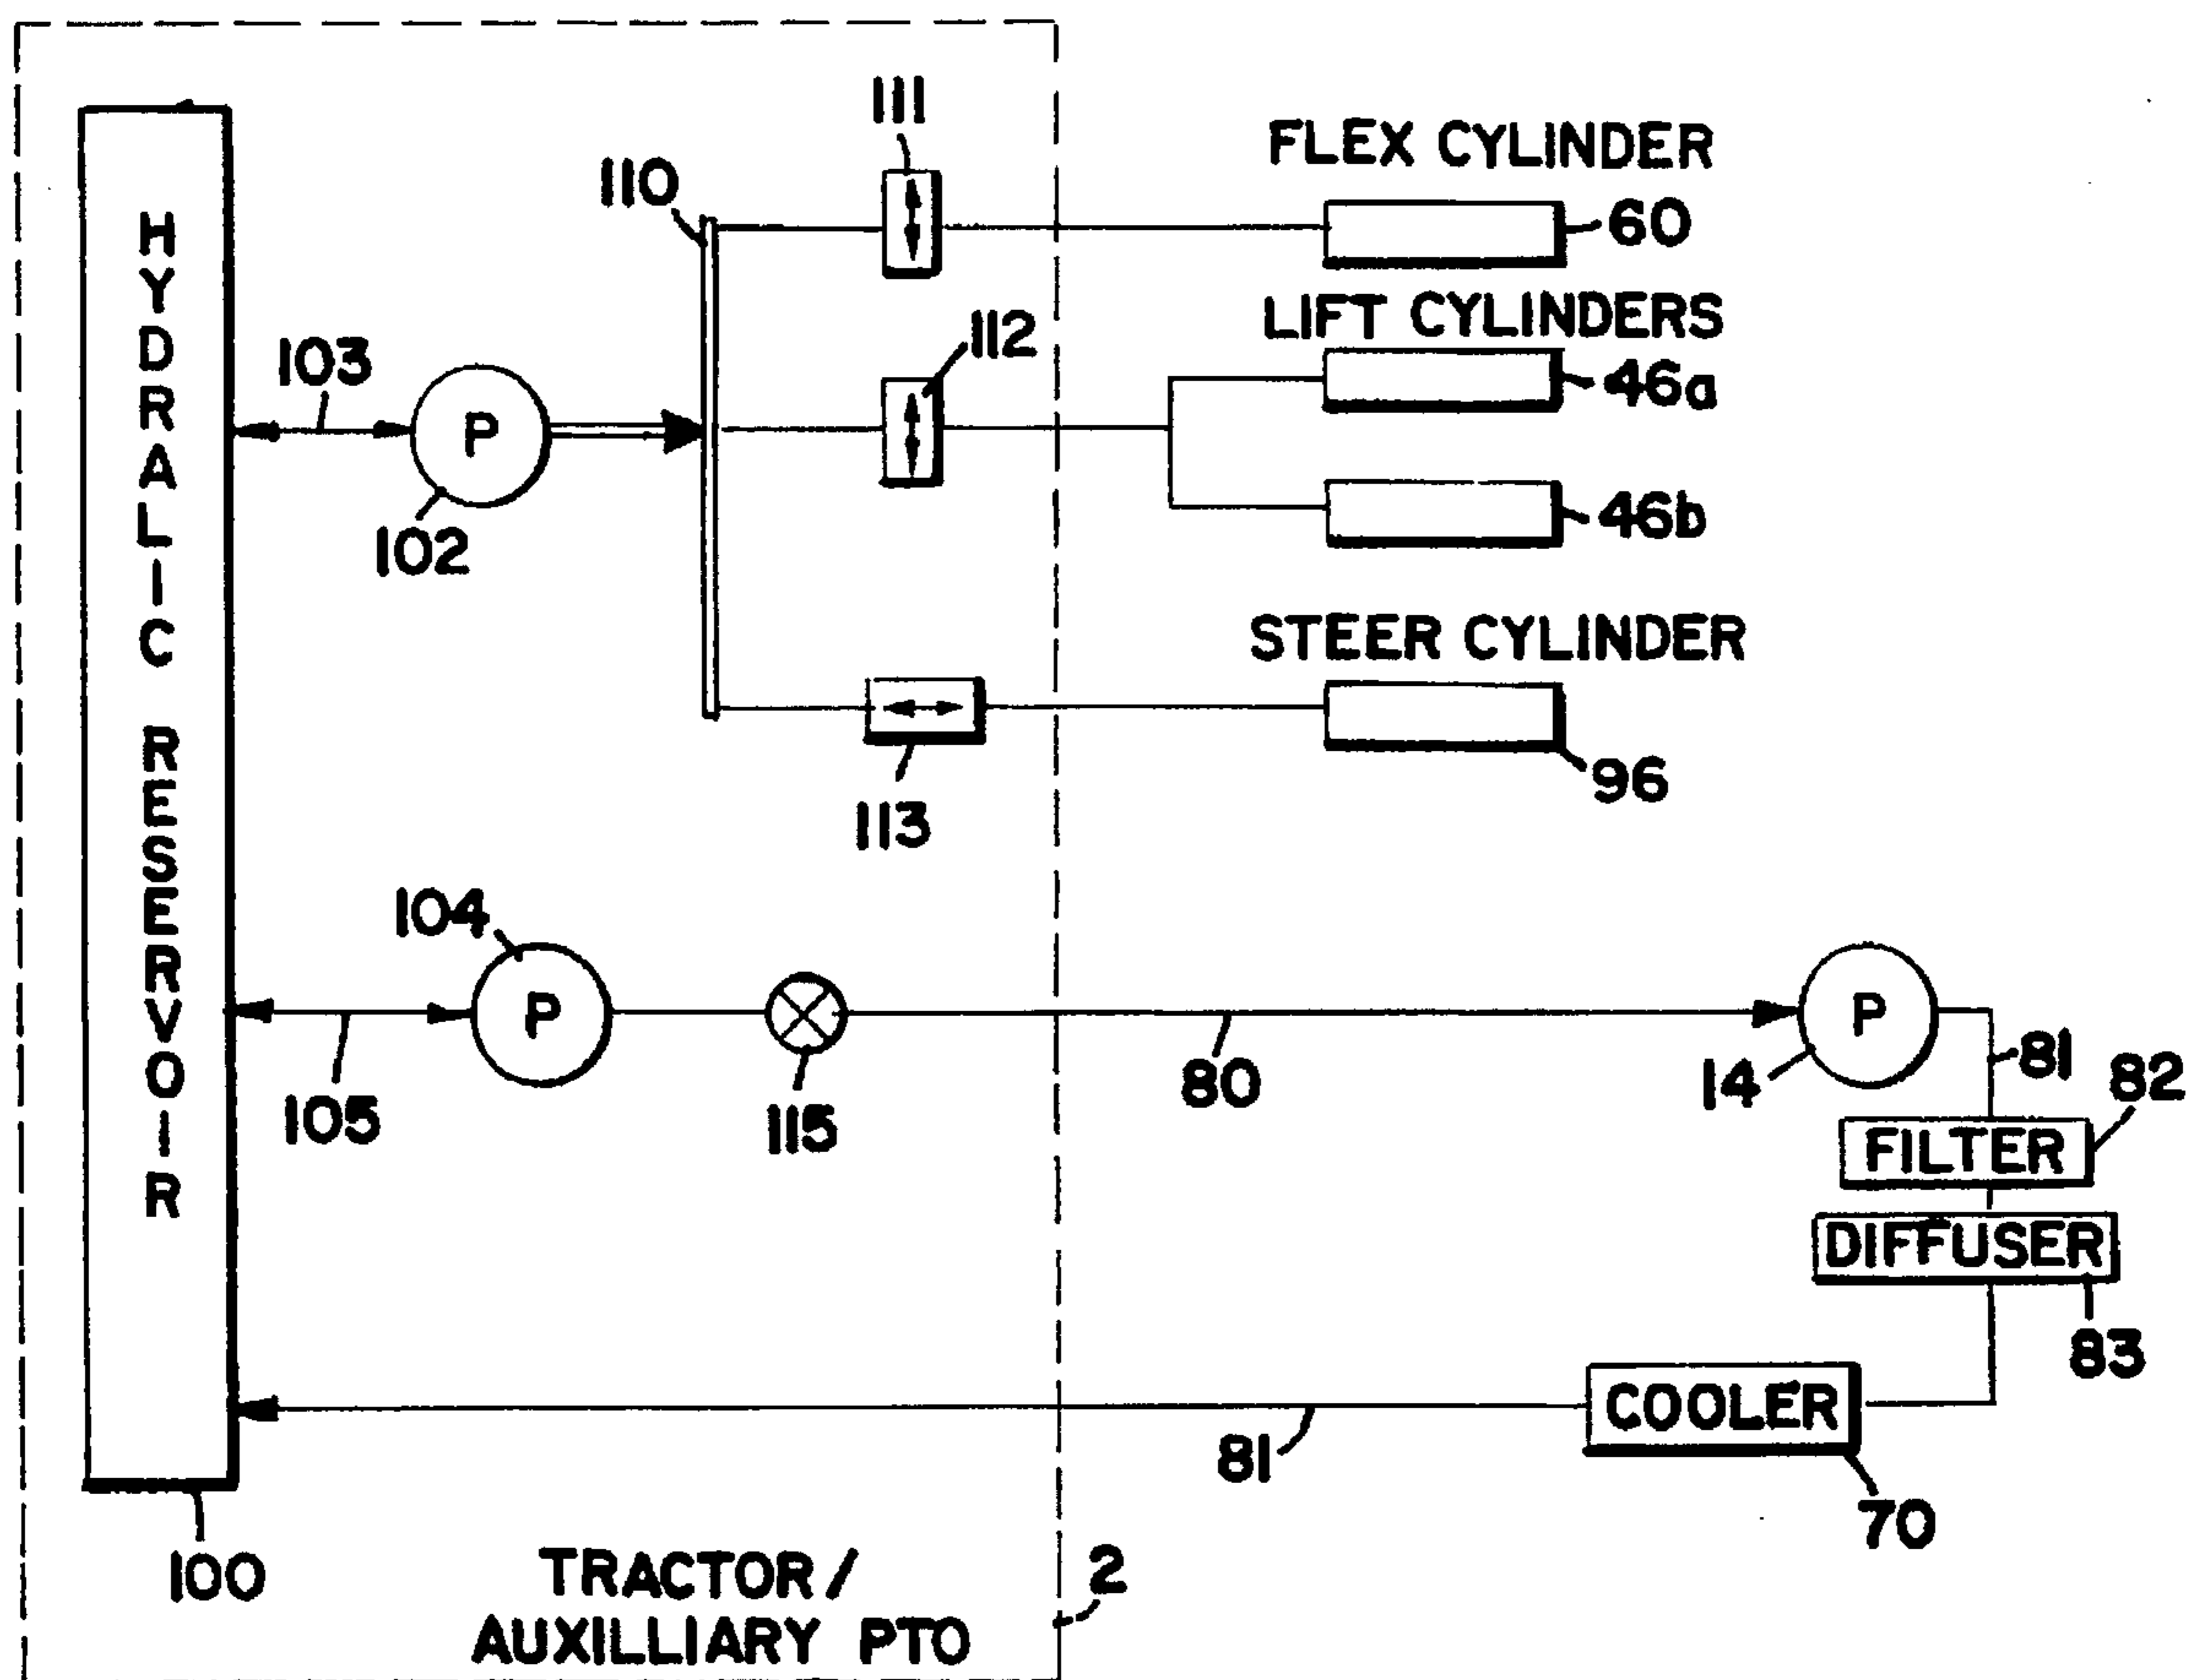 111
110
FLEX CYLINDER
60
LIFT CYLINDERS
112
46a
103
P
102
46b
STEER CYLINDER
96
113
HYDRALIC RESERVOIR
104
P
P
105
115
80
14
81
82
FILTER
DIFFUSER
83
COOLER
81
70
100
TRACTOR/
AUXILLIARY PTO
2